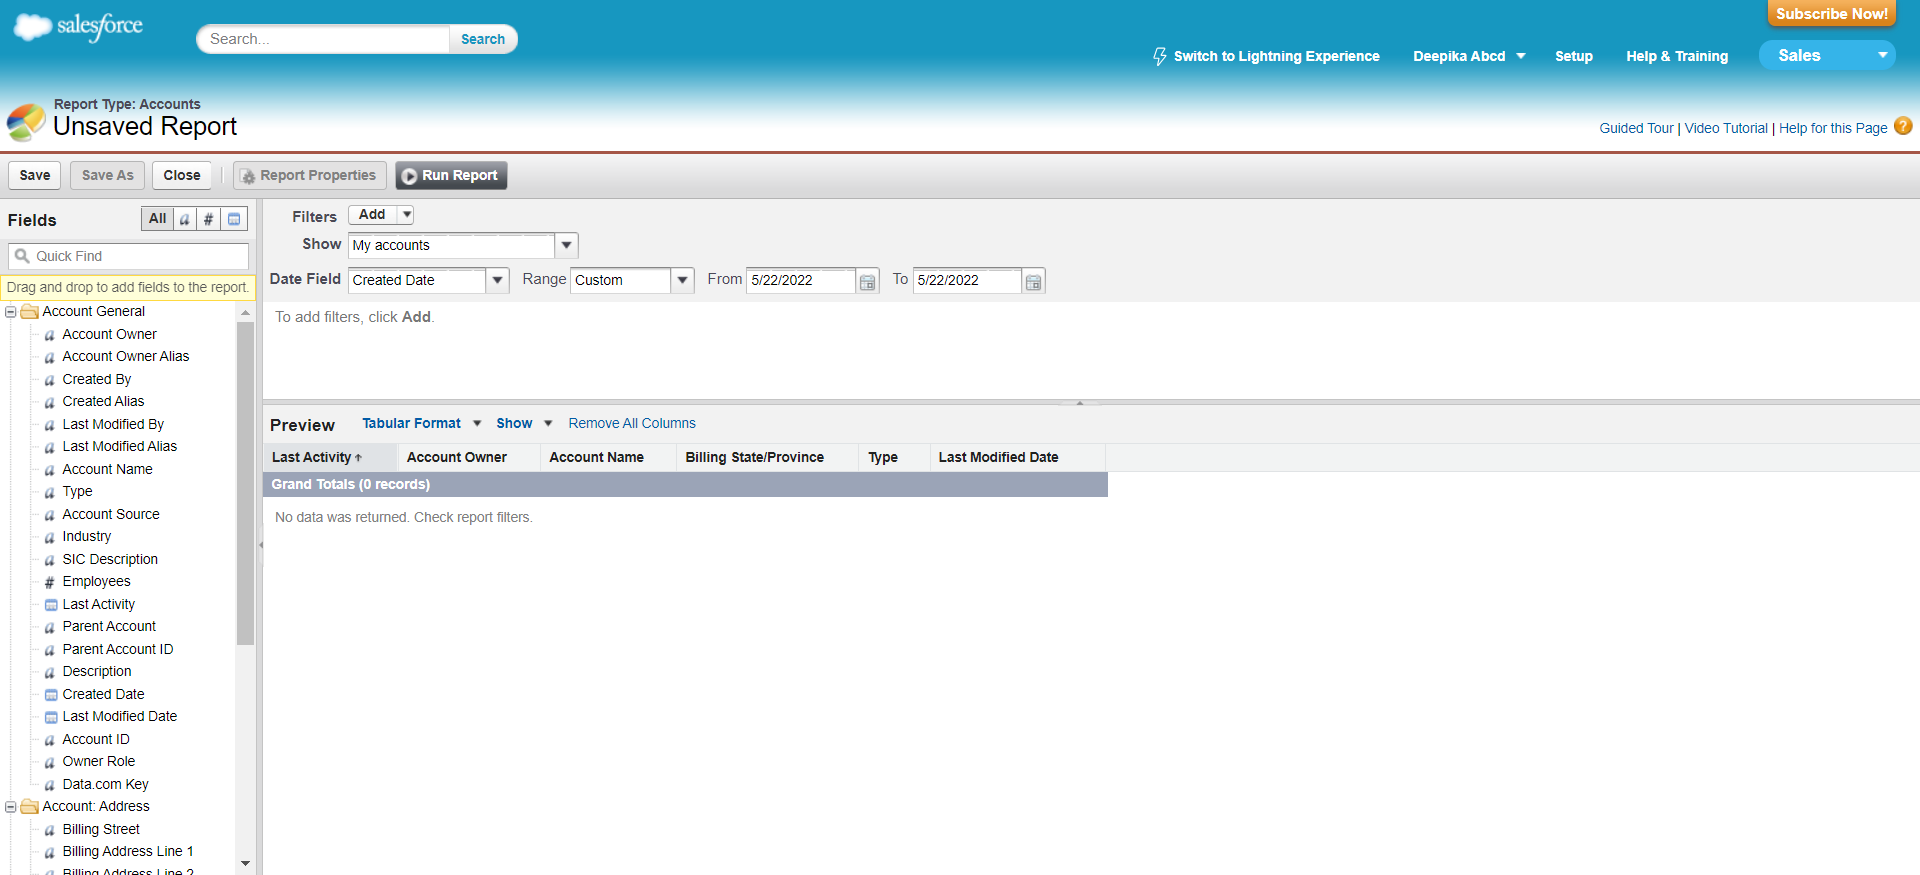 salesforce
Search...
Search
Subscribe Now!
Switch to Lightning Experience
Deepika Abcd
Setup
Help & Training
Sales
Report Type: Accounts
Unsaved Report
Guided Tour | Video Tutorial | Help for this Page
Save
Save As
Close
Report Properties
Run Report
Fields
All
a
#
Quick Find
Drag and drop to add fields to the report.
Account General
a Account Owner
a Account Owner Alias
a Created By
a Created Alias
a Last Modified By
a Last Modified Alias
a Account Name
a Type
a Account Source
a Industry
a SIC Description
# Employees
Last Activity
a Parent Account
a Parent Account ID
a Description
Created Date
Last Modified Date
a Account ID
a Owner Role
a Data.com Key
Account: Address
a Billing Street
a Billing Address Line 1
a Billing Address Line 2
Filters Add
Show My accounts
Date Field Created Date Range Custom From 5/22/2022 To 5/22/2022
To add filters, click Add.
Preview Tabular Format Show Remove All Columns
Last Activity Account Owner Account Name Billing State/Province Type Last Modified Date
Grand Totals (0 records)
No data was returned. Check report filters.